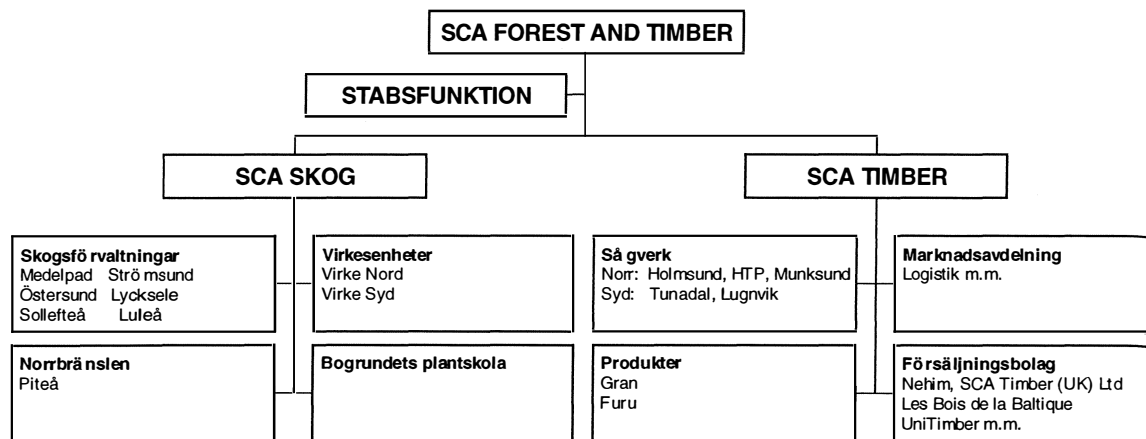 SCA FOREST AND TIMBER
STABSFUNKTION
SCA SKOG
SCA TIMBER
Skogsförvaltningar
Medelpad Strömsund
Östersund Lycksele
Sollefteå Luleå
Virkesenheter
Virke Nord
Virke Syd
Sågverk
Norr: Holmsund, HTP, Munksund
Syd: Tunadal, Lugnvik
Marknadsavdelning
Logistik m.m.
Norrbränslen
Piteå
Bogrundets plantskola
Produkter
Gran
Furu
Försäljningsbolag
Nehim, SCA Timber (UK) Ltd
Les Bois de la Baltique
UniTimber m.m.